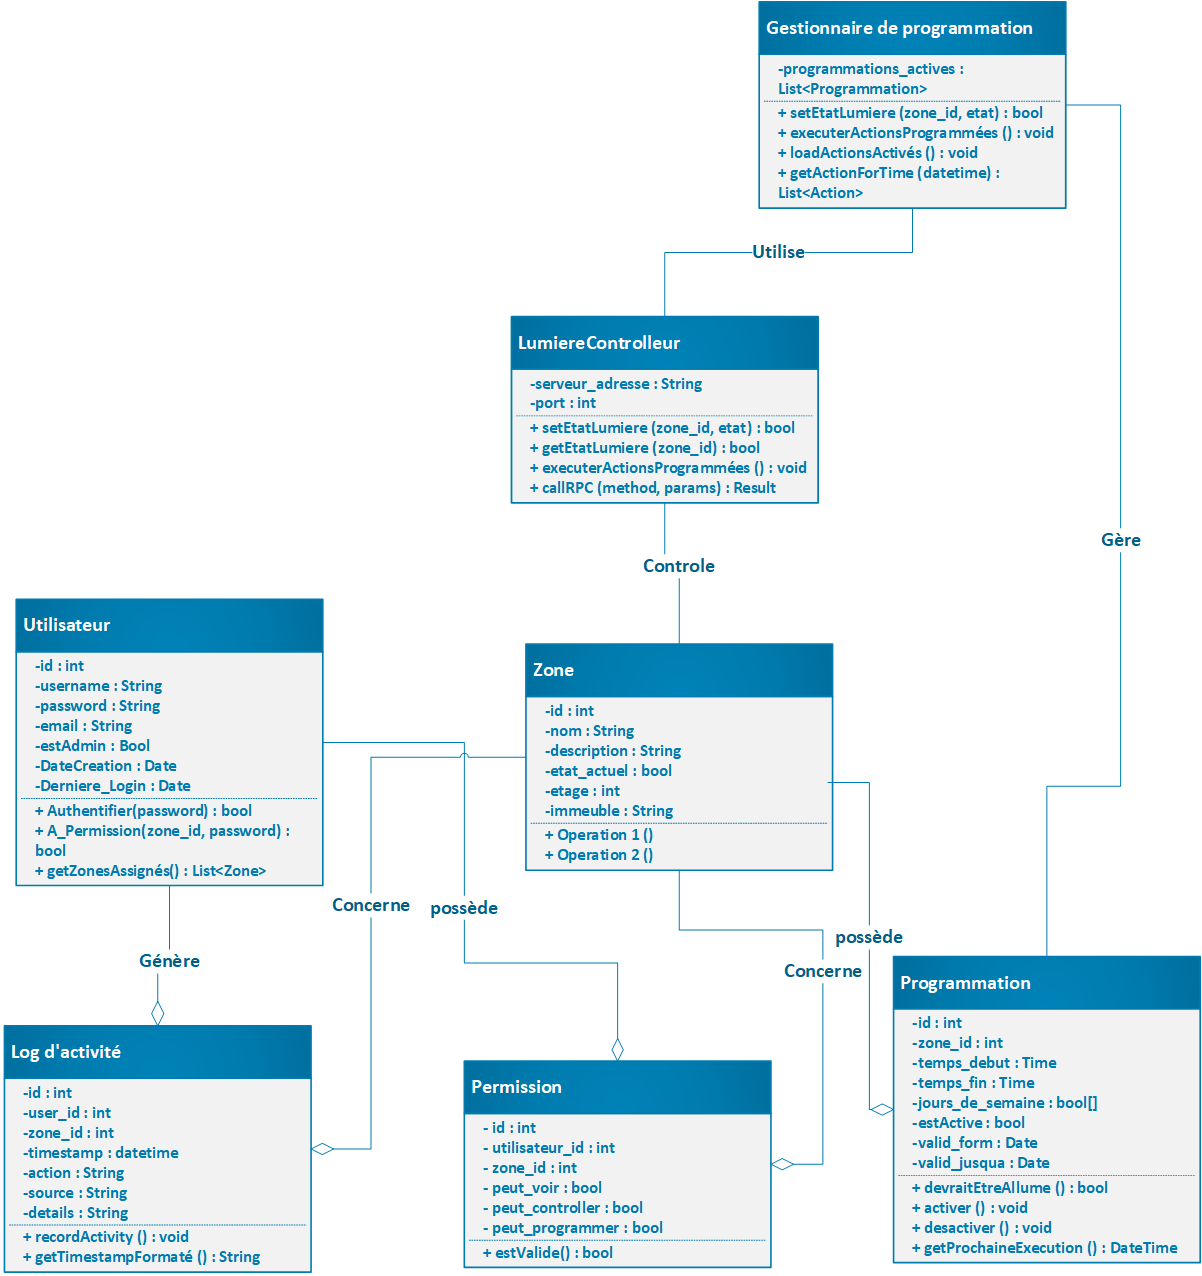 Gestionnaire de programmation
-programmations_actives :
List<Programmation>
+ setEtatLumiere (zone_id, etat) : bool
+ executerActionsProgrammées () : void
+ loadActionsActivés () : void
+ getActionForTime (datetime) :
List<Action>
Utilise
LumiereControlleur
-serveur_adresse : String
-port : int
+ setEtatLumiere (zone_id, etat) : bool
+ getEtatLumiere (zone_id) : bool
+ executerActionsProgrammées () : void
+ callRPC (method, params) : Result
Gère
Controle
Utilisateur
-id : int
-username : String
-password : String
-email : String
-estAdmin : Bool
-DateCreation : Date
-Derniere_Login : Date
+ Authentifier(password) : bool
+ A_Permission(zone_id, password) :
bool
+ getZonesAssignés() : List<Zone>
Zone
-id : int
-nom : String
-description : String
-etat_actuel : bool
-etage : int
-immeuble : String
+ Operation 1 ()
+ Operation 2 ()
Concerne
possède
possède
Génère
Concerne
Log d'activité
-id : int
-user_id : int
-zone_id : int
-timestamp : datetime
-action : String
-source : String
-details : String
+ recordActivity () : void
+ getTimestampFormaté () : String
Permission
- id : int
- utilisateur_id : int
- zone_id : int
- peut_voir : bool
- peut_controller : bool
- peut_programmer : bool
+ estValide() : bool
Programmation
-id : int
-zone_id : int
-temps_debut : Time
-temps_fin : Time
-jours_de_semaine : bool[]
-estActive : bool
-valid_form : Date
-valid_jusqua : Date
+ devraitEtreAllume () : bool
+ activer () : void
+ desactiver () : void
+ getProchaineExecution () : DateTime